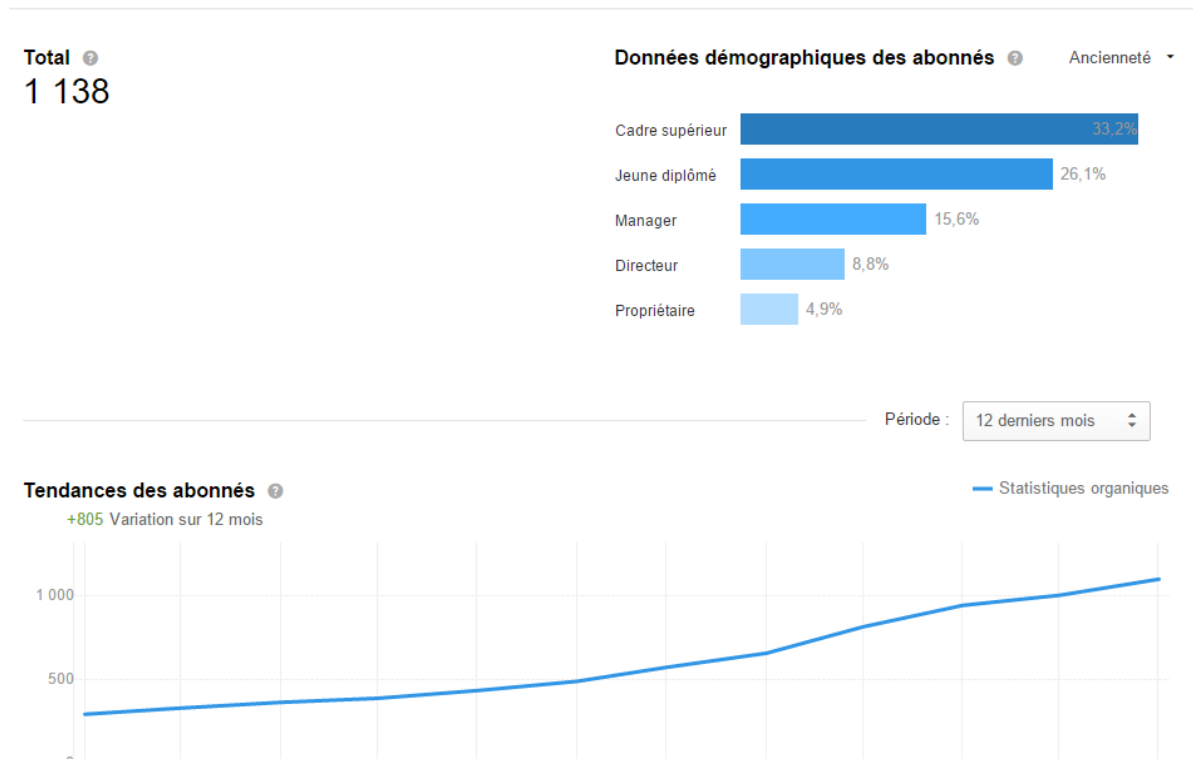 Total
1 138
Données démographiques des abonnés
Ancienneté
Cadre supérieur 33,2%
Jeune diplômé 26,1%
Manager 15,6%
Directeur 8,8%
Propriétaire 4,9%
Période : 12 derniers mois
Tendances des abonnés
Statistiques organiques
+805 Variation sur 12 mois
1 000
500